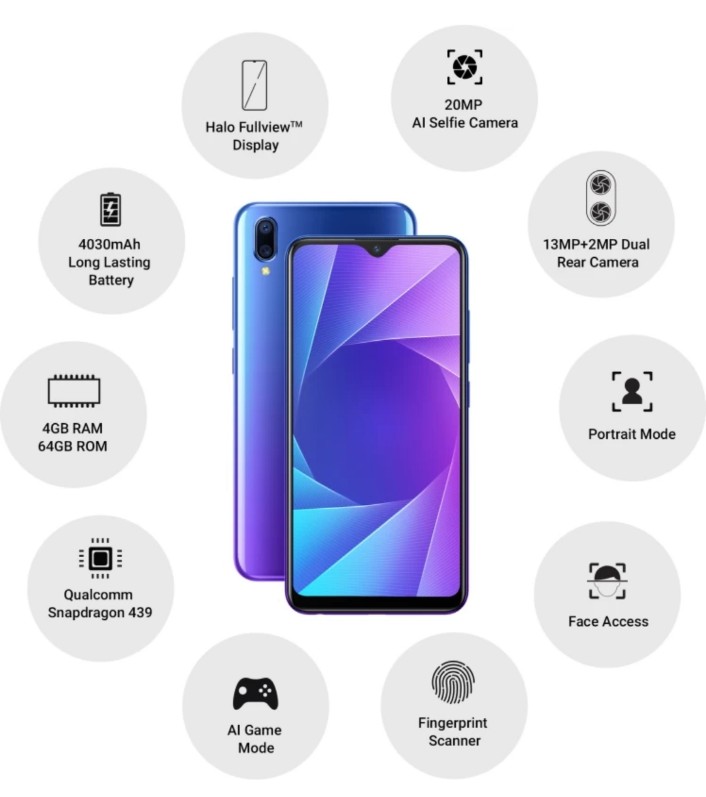 Halo Fullview™
Display
20MP
AI Selfie Camera
4030mAh
Long Lasting
Battery
13MP+2MP Dual
Rear Camera
4GB RAM
64GB ROM
Portrait Mode
Qualcomm
Snapdragon 439
Face Access
AI Game
Mode
Fingerprint
Scanner